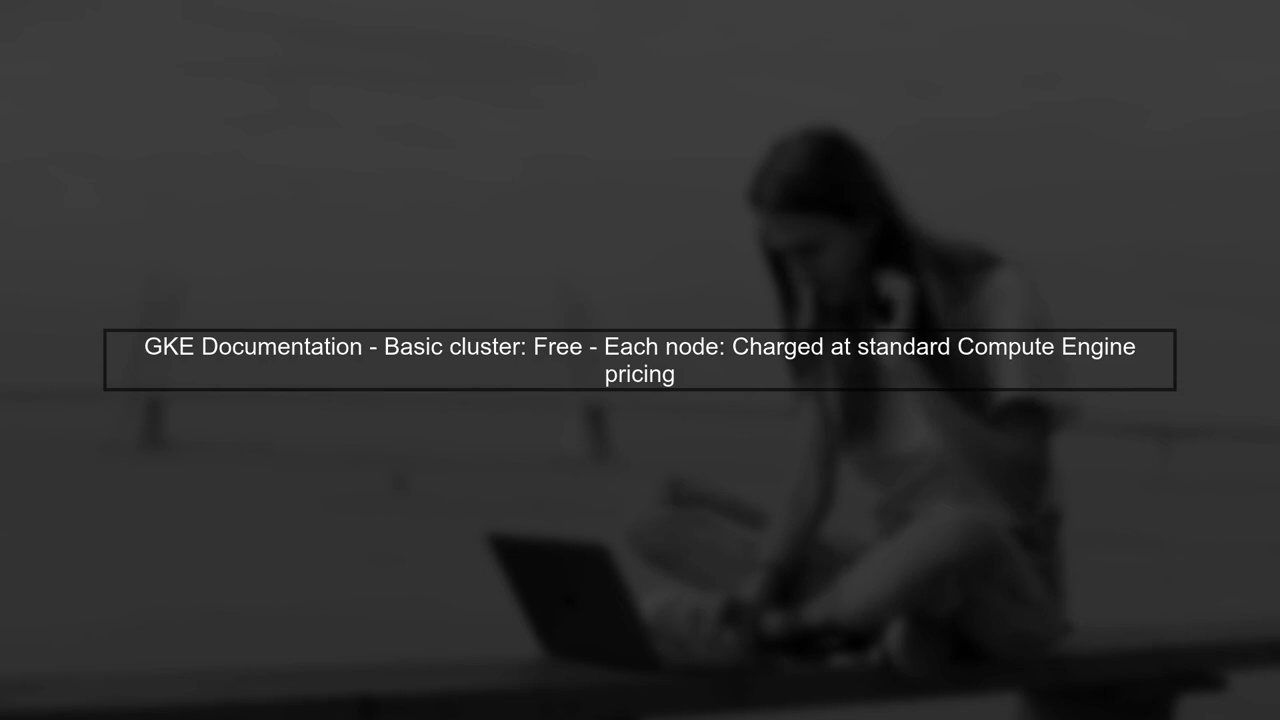 GKE Documentation - Basic cluster: Free - Each node: Charged at standard Compute Engine
pricing